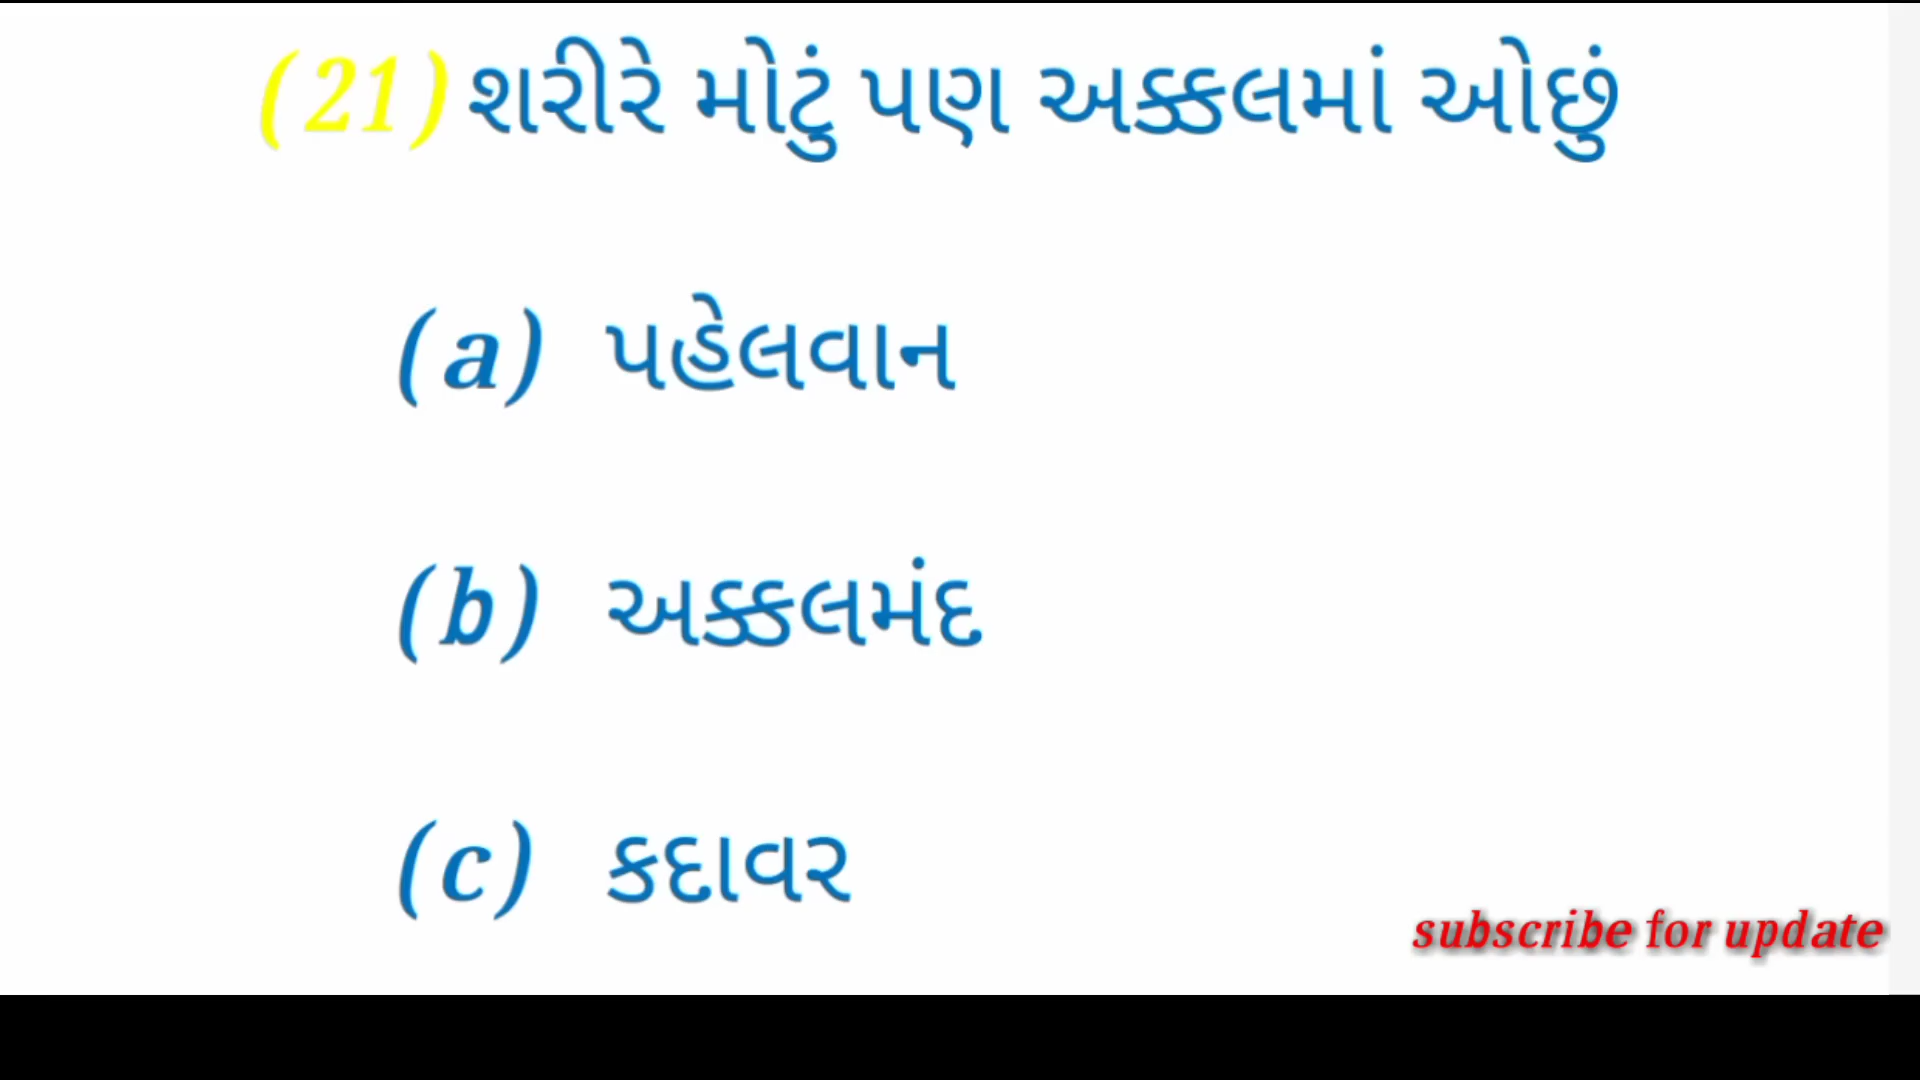 (21) શરીરે મોટું પણ અક્કલમાં ઓછું
(a) પહેલવાન
(b) અક્કલમંદ
(c) કદાવર
subscribe for update